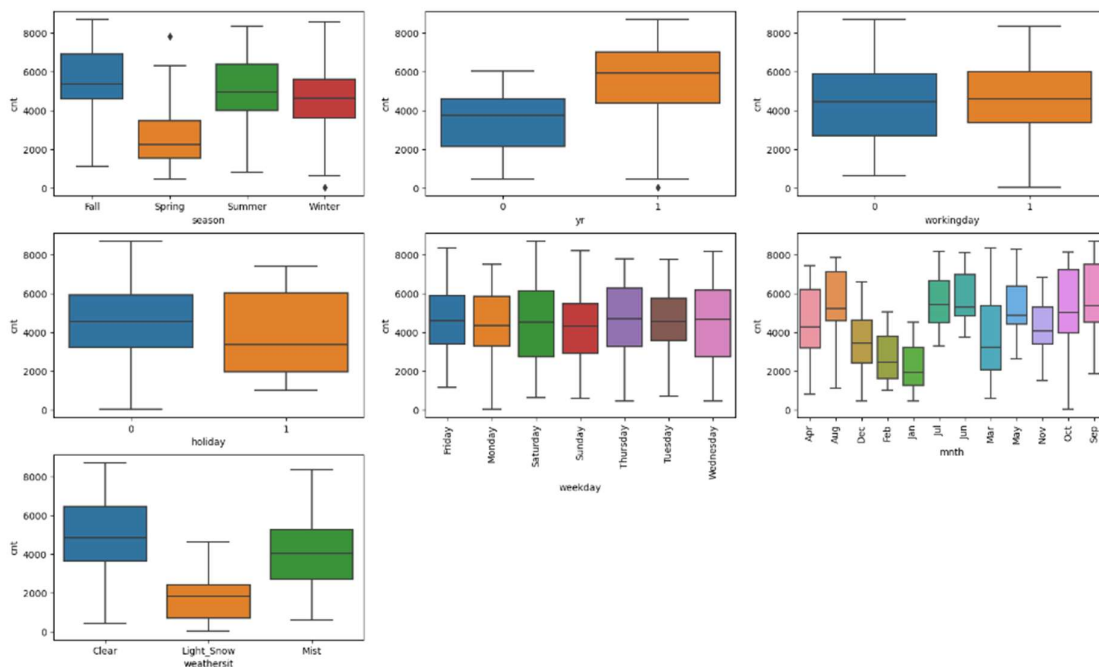 cnt
8000
6000
4000
2000
0
Fall Spring Summer Winter
season
cnt
8000
6000
4000
2000
0
0 1
yr
cnt
8000
6000
4000
2000
0
0 1
workingday
cnt
8000
6000
4000
2000
0
0 1
holiday
cnt
8000
6000
4000
2000
0
Friday Monday Saturday Sunday Thursday Tuesday Wednesday
weekday
cnt
8000
6000
4000
2000
0
Apr Aug Dec Feb Jan Jul Jun Mar May Nov Oct Sep
mnth
cnt
8000
6000
4000
2000
0
Clear Light_Snow Mist
weathersit